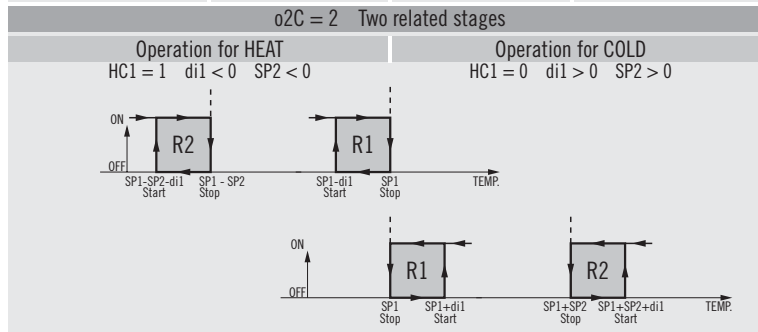 o2C = 2 Two related stages
Operation for HEAT
HC1 = 1 di1 < 0 SP2 < 0
Operation for COLD
HC1 = 0 di1 > 0 SP2 > 0
ON
OFF
R2
R1
SP1-SP2-di1
Start
SP1 - SP2
Stop
SP1-di1
Start
SP1
Stop
TEMP.
ON
OFF
R1
R2
SP1
Stop
SP1+di1
Start
SP1+SP2
Stop
SP1+SP2+di1
Start
TEMP.